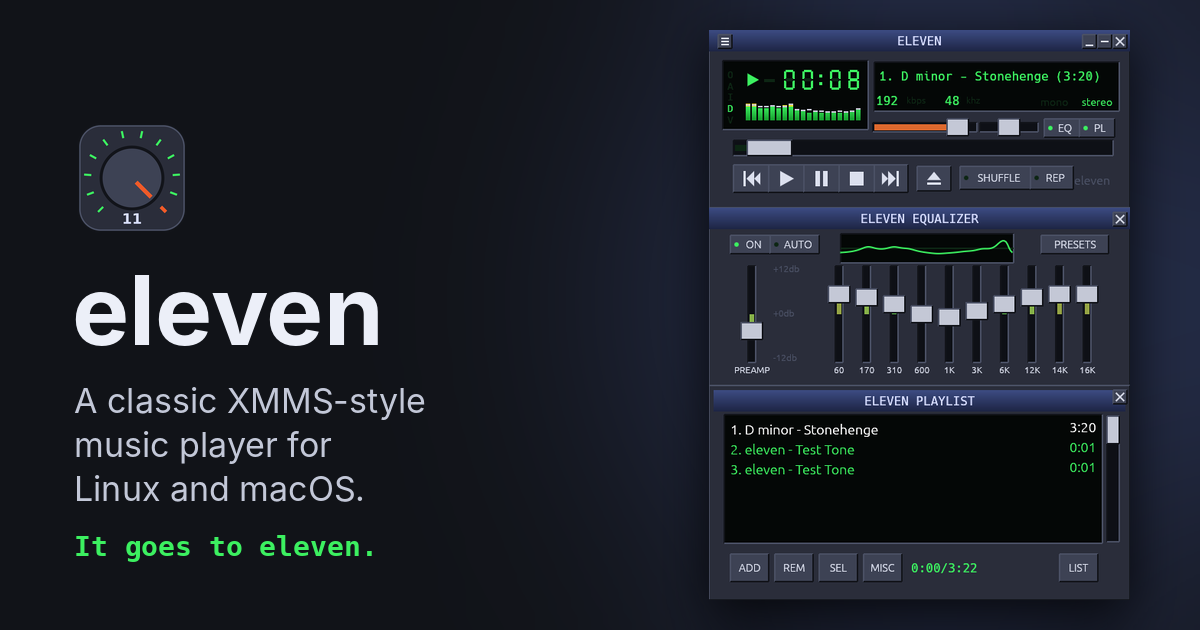 11
eleven
A classic XMMS-style
music player for
Linux and macOS.
It goes to eleven.
ELEVEN
D
A
I
D
V
00:08
1. D minor - Stonehenge (3:20)
192 kbps 48 khz mono stereo
EQ PL
SHUFFLE REP eleven
ELEVEN EQUALIZER
ON AUTO PRESETS
+12db
+0db
-12db
PREAMP 60 170 310 600 1K 3K 6K 12K 14K 16K
ELEVEN PLAYLIST
1. D minor - Stonehenge 3:20
2. eleven - Test Tone 0:01
3. eleven - Test Tone 0:01
ADD REM SEL MISC 0:00/3:22 LIST